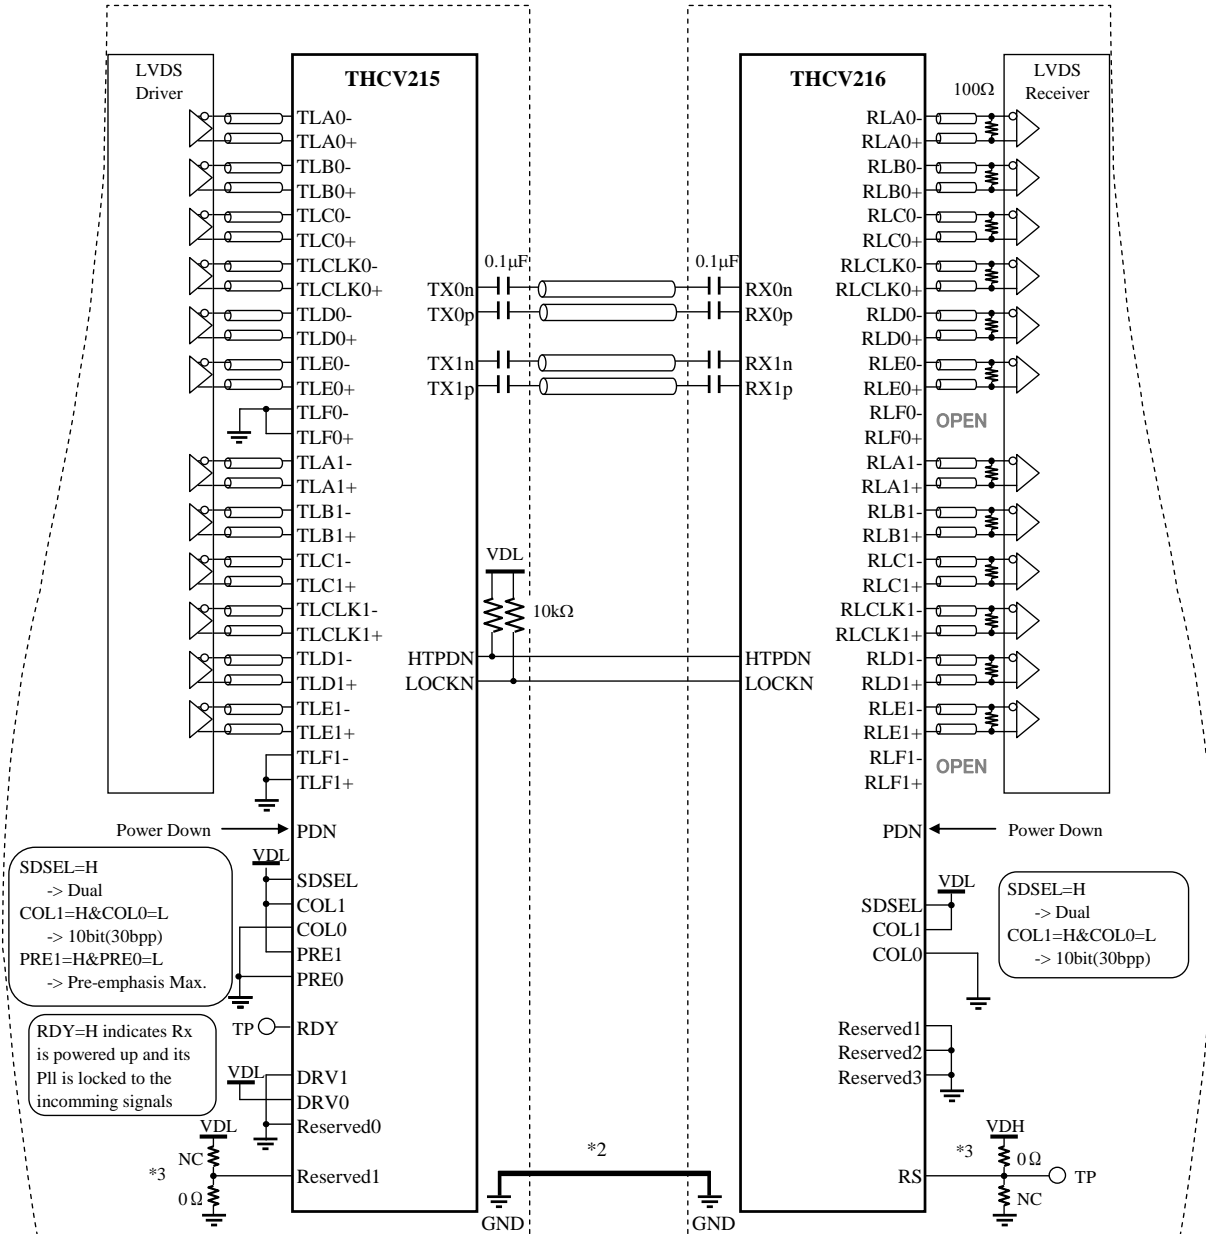 LVDS
Driver
THCV215
TLA0-
TLA0+
TLB0-
TLB0+
TLC0-
TLC0+
TLCLK0-
TLCLK0+
TLD0-
TLD0+
TLE0-
TLE0+
TLF0-
TLF0+
TLA1-
TLA1+
TLB1-
TLB1+
TLC1-
TLC1+
TLCLK1-
TLCLK1+
TLD1-
TLD1+
TLE1-
TLE1+
TLF1-
TLF1+
Power Down
PDN
VDL
SDSEL
COL1
COL0
PRE1
PRE0
SDSEL=H
-> Dual
COL1=H&COL0=L
-> 10bit(30bpp)
PRE1=H&PRE0=L
-> Pre-emphasis Max.
TP
RDY
RDY=H indicates Rx
is powered up and its
Pll is locked to the
incomming signals
VDL
DRV1
DRV0
Reserved0
VDL
NC
*3
0Ω
Reserved1
TX0n
TX0p
TX1n
TX1p
0.1μF
0.1μF
VDL
10kΩ
HTPDN
LOCKN
*2
GND
GND
THCV216
RX0n
RX0p
RX1n
RX1p
HTPDN
LOCKN
100Ω
LVDS
Receiver
RLA0-
RLA0+
RLB0-
RLB0+
RLC0-
RLC0+
RLCLK0-
RLCLK0+
RLD0-
RLD0+
RLE0-
RLE0+
RLF0-
OPEN
RLF0+
RLA1-
RLA1+
RLB1-
RLB1+
RLC1-
RLC1+
RLCLK1-
RLCLK1+
RLD1-
RLD1+
RLE1-
RLE1+
RLF1-
OPEN
RLF1+
PDN
Power Down
VDL
SDSEL
COL1
COL0
SDSEL=H
-> Dual
COL1=H&COL0=L
-> 10bit(30bpp)
Reserved1
Reserved2
Reserved3
VDH
*3
0Ω
RS
TP
NC